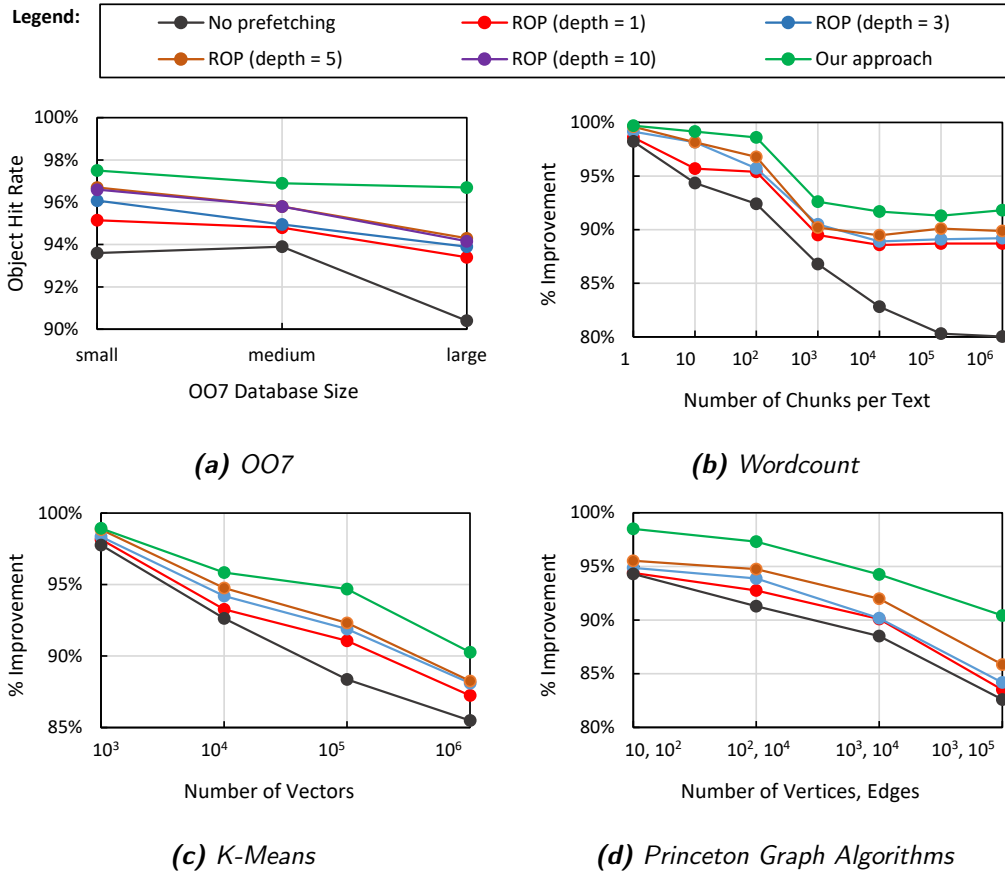 Legend:
No prefetching
ROP (depth = 1)
ROP (depth = 3)
ROP (depth = 5)
ROP (depth = 10)
Our approach
Object Hit Rate
100%
98%
96%
94%
92%
90%
small medium large
OO7 Database Size
(a) OO7
% Improvement
100%
95%
90%
85%
80%
1 10 10² 10³ 10⁴ 10⁵ 10⁶
Number of Chunks per Text
(b) Wordcount
% Improvement
100%
95%
90%
85%
10³ 10⁴ 10⁵ 10⁶
Number of Vectors
(c) K-Means
% Improvement
100%
95%
90%
85%
80%
10, 10² 10², 10⁴ 10³, 10⁴ 10³, 10⁵
Number of Vertices, Edges
(d) Princeton Graph Algorithms